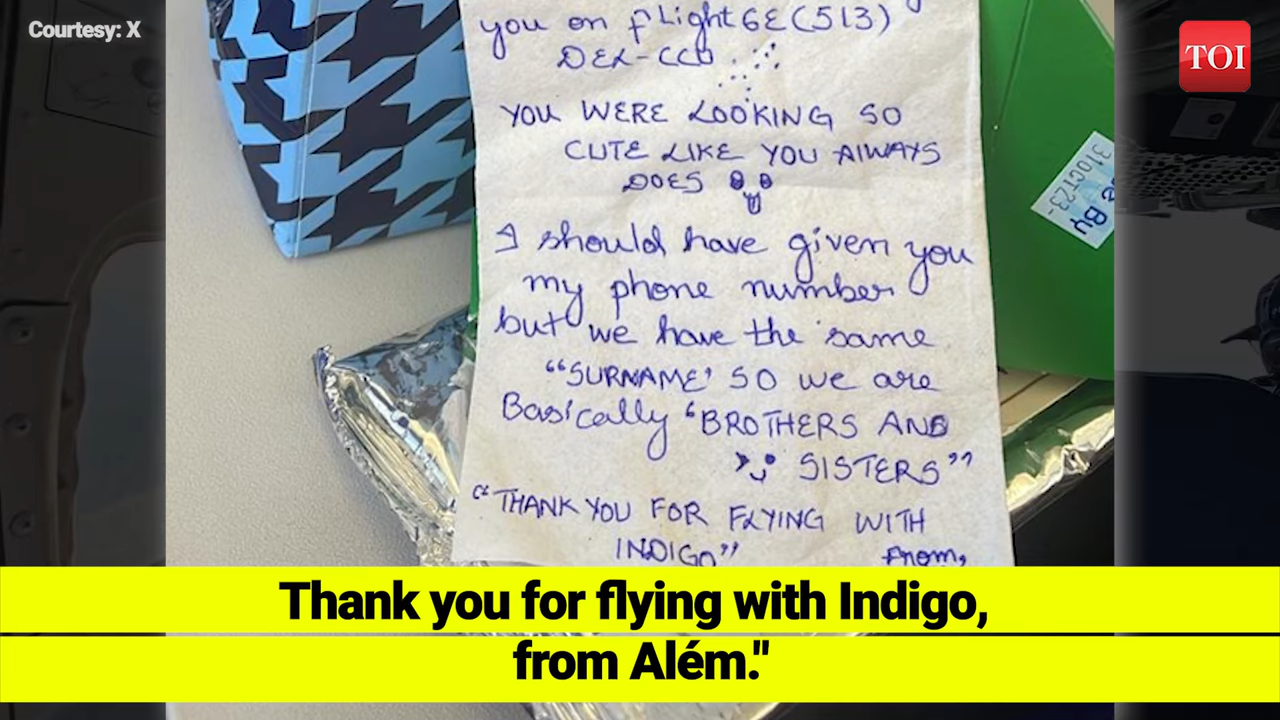 Courtesy: X
TOI
you on flight 6E(513)
DEL-CCU
YOU WERE LOOKING SO
CUTE LIKE YOU AlWAYS
DOES
I should have given you
my phone number
but we have the same
“SURNAME’ SO we are
Basically ‘BROTHERS AND
SISTERS”
“THANK YOU FOR FLYING WITH
INDIGO” From,
By
31OCT23-
Thank you for flying with Indigo,
from Além."